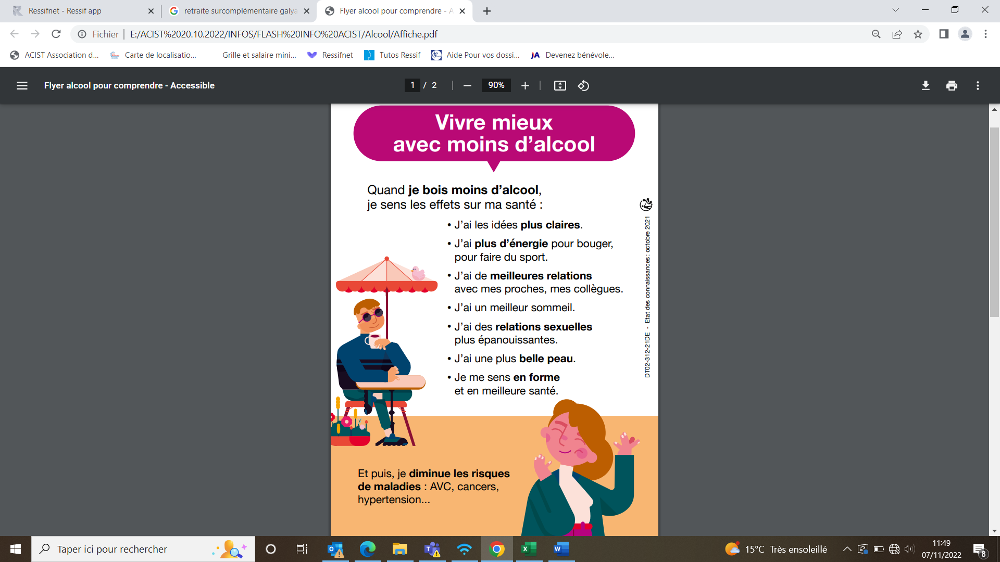 Ressifnet - Ressif app
retraite surcomplémentaire galya
Flyer alcool pour comprendre - A
Fichier
E:/ACIST%2020.10.2022/INFOS/FLASH%20INFO%20ACIST/Alcool/Affiche.pdf
ACIST Association d...
Carte de localisatio...
Grille et salaire mini...
Ressifnet
Tutos Ressif
Aide Pour vos dossi...
JA
Devenez bénévole...
Flyer alcool pour comprendre - Accessible
1 / 2
90%
Vivre mieux
avec moins d’alcool
Quand je bois moins d’alcool,
je sens les effets sur ma santé :
• J’ai les idées plus claires.
• J’ai plus d’énergie pour bouger,
pour faire du sport.
• J’ai de meilleures relations
avec mes proches, mes collègues.
• J’ai un meilleur sommeil.
• J’ai des relations sexuelles
plus épanouissantes.
• J’ai une plus belle peau.
• Je me sens en forme
et en meilleure santé.
DT02-312-21DE - Etat des connaissances : octobre 2021
Et puis, je diminue les risques
de maladies : AVC, cancers,
hypertension...
Taper ici pour rechercher
15°C Très ensoleillé
11:49
07/11/2022
8